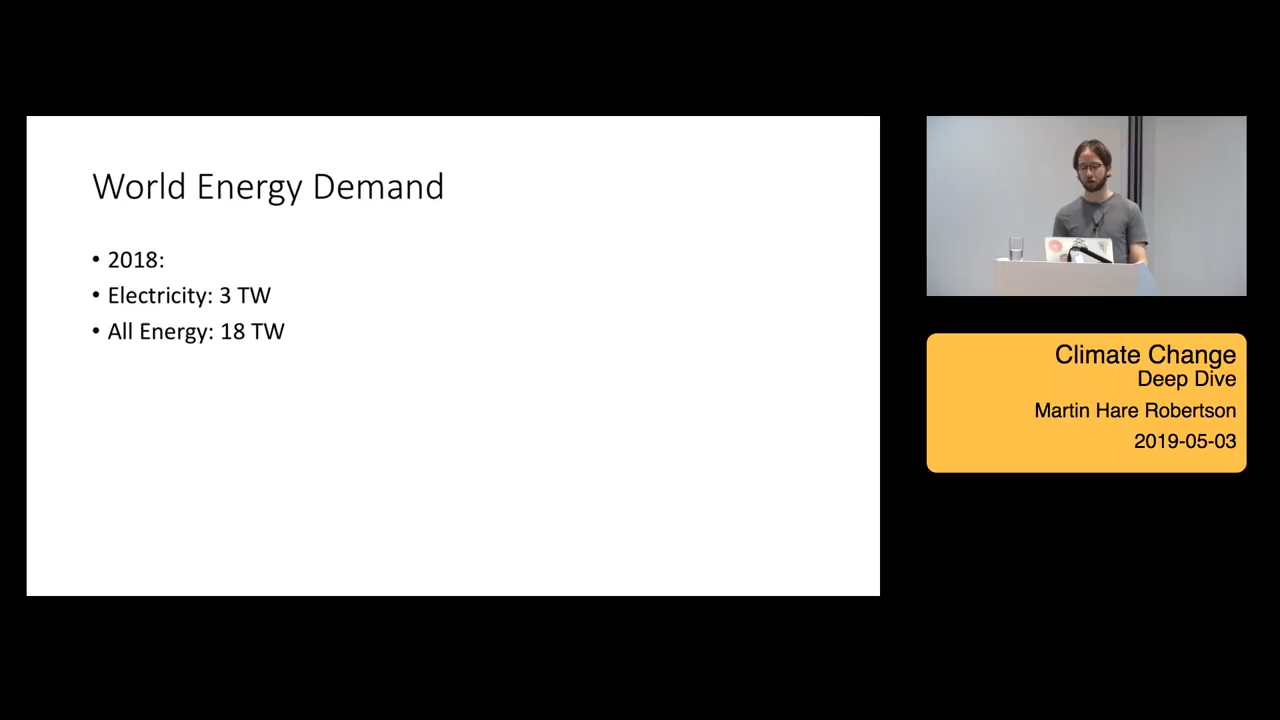 World Energy Demand
• 2018:
• Electricity: 3 TW
• All Energy: 18 TW
Climate Change
Deep Dive
Martin Hare Robertson
2019-05-03